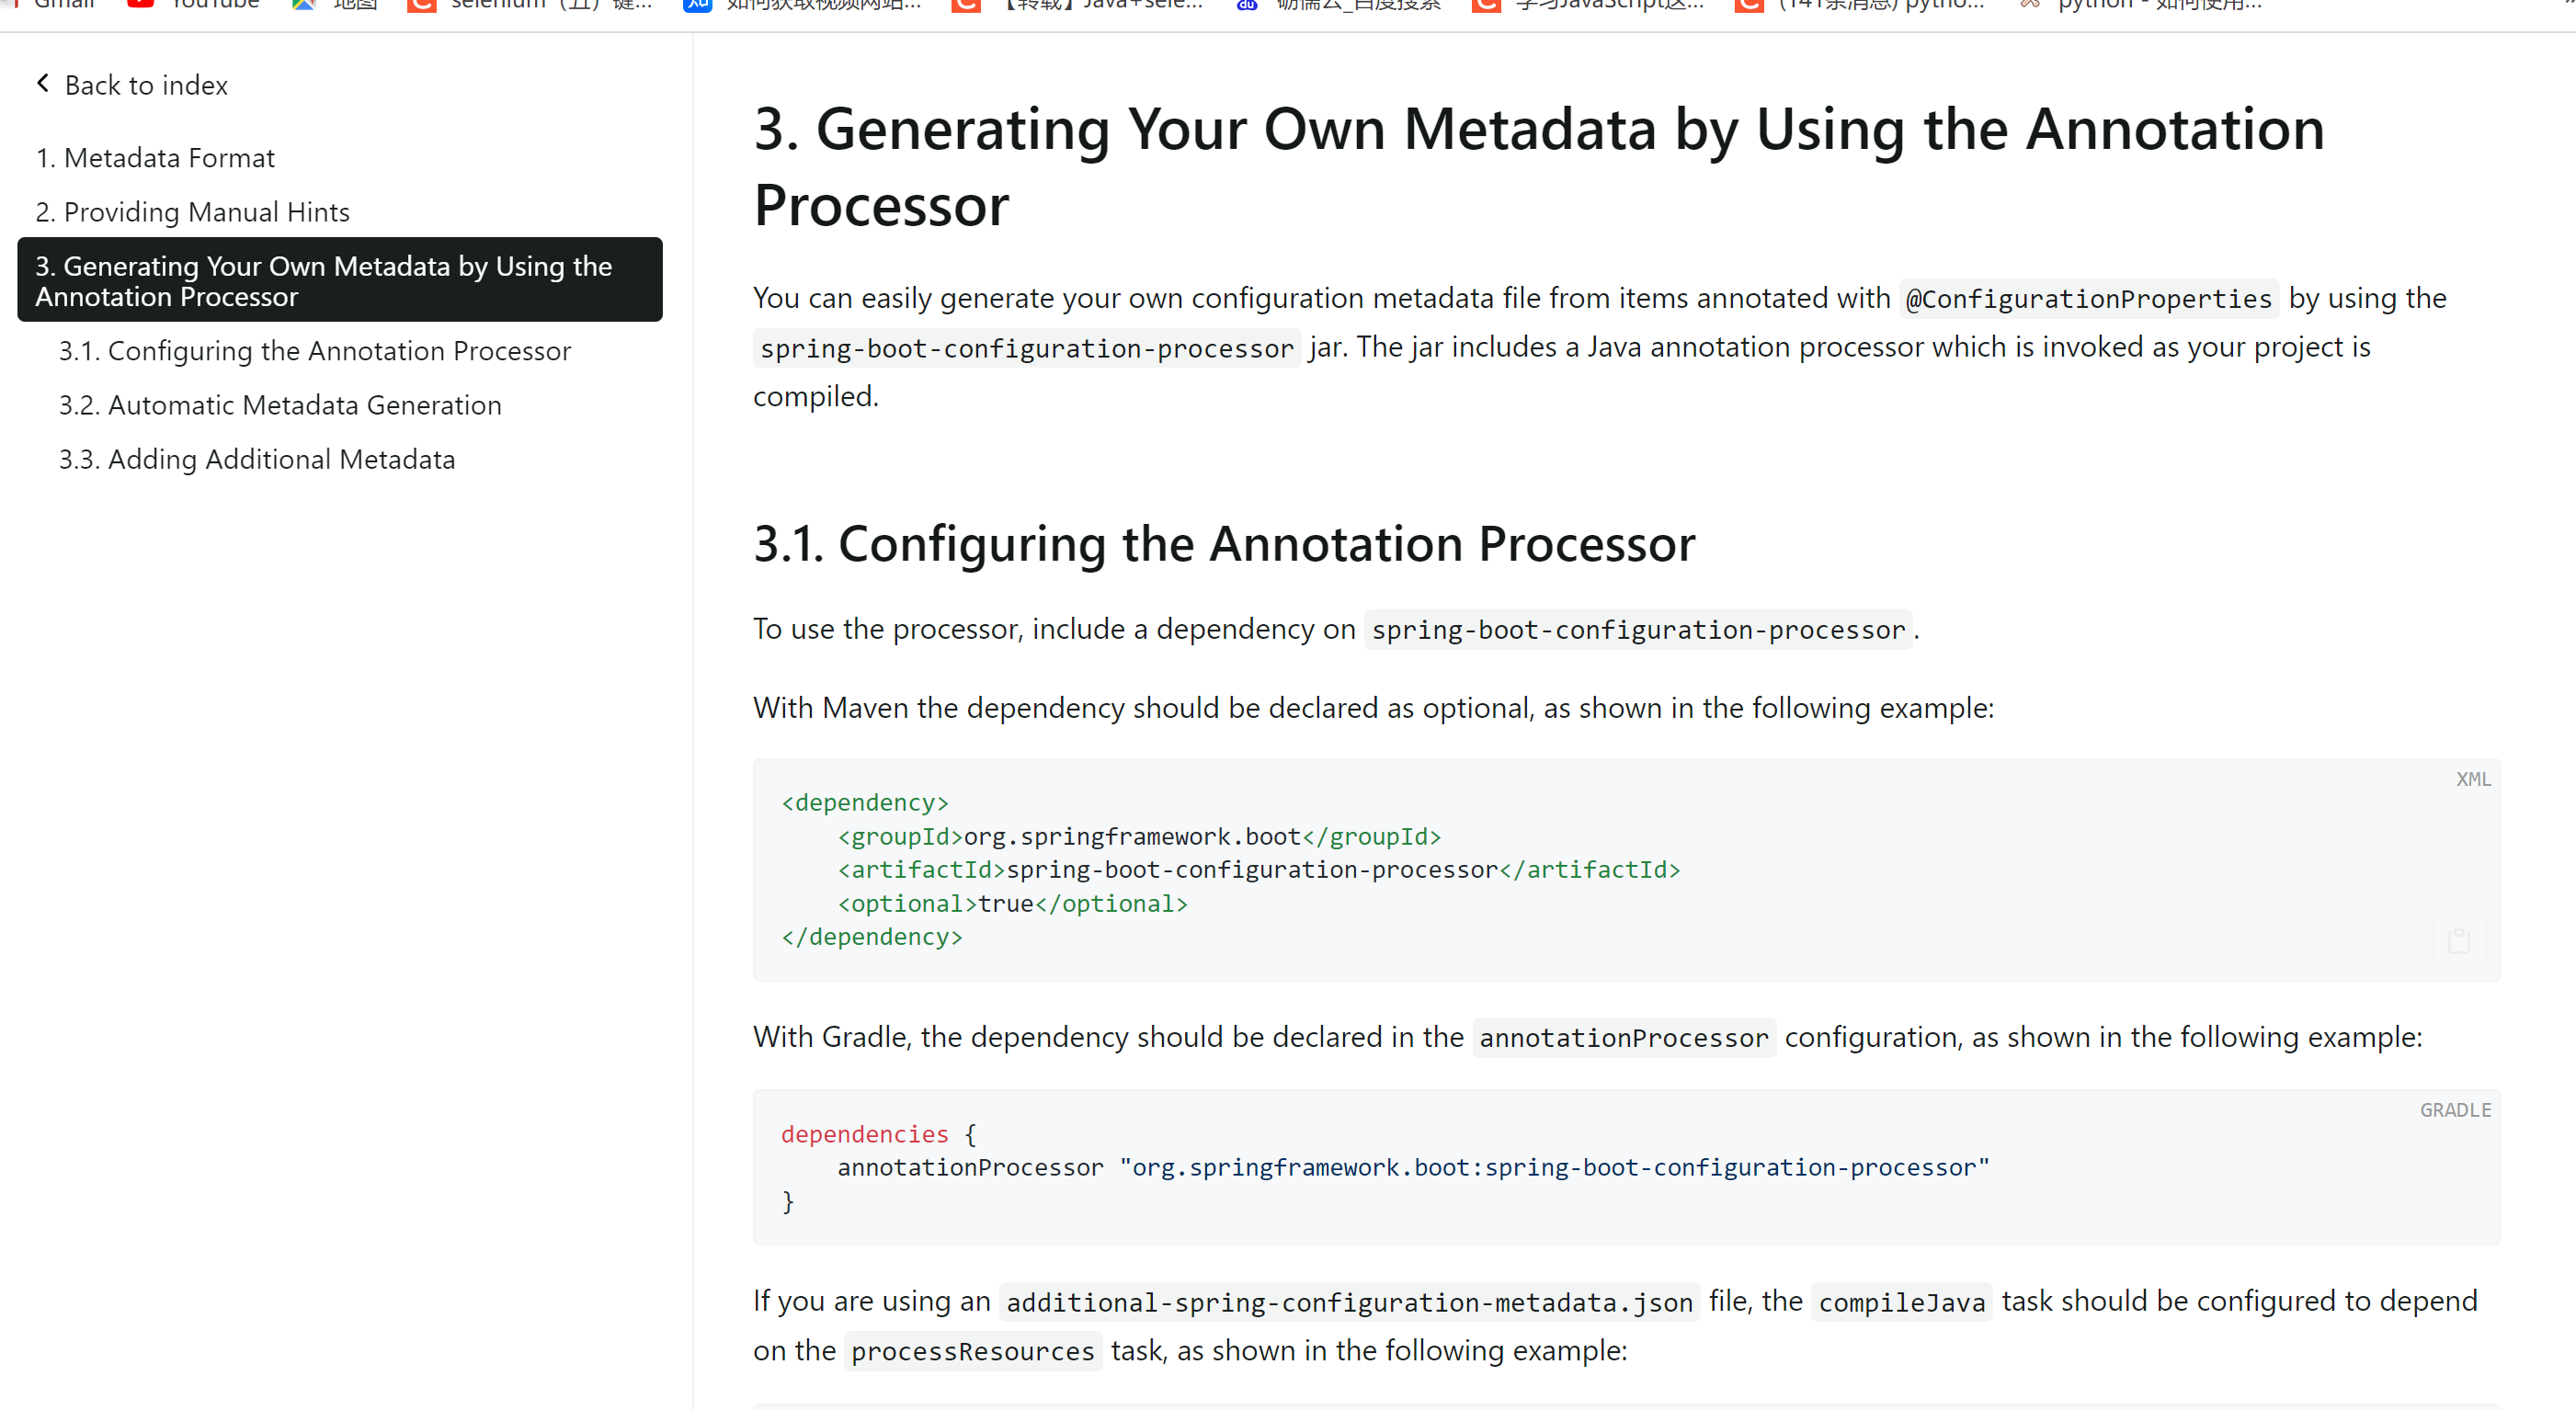 Gmail YouTube 地图 selenium（五）键... 如何获取视频网站... 【转载】Java+sele... 砺儒云_百度搜索 学习JavaScript这... (141条消息) pytho... python - 如何使用...
Back to index
1. Metadata Format
2. Providing Manual Hints
3. Generating Your Own Metadata by Using the
Annotation Processor
3.1. Configuring the Annotation Processor
3.2. Automatic Metadata Generation
3.3. Adding Additional Metadata
3. Generating Your Own Metadata by Using the Annotation
Processor
You can easily generate your own configuration metadata file from items annotated with @ConfigurationProperties by using the
spring-boot-configuration-processor jar. The jar includes a Java annotation processor which is invoked as your project is
compiled.
3.1. Configuring the Annotation Processor
To use the processor, include a dependency on spring-boot-configuration-processor.
With Maven the dependency should be declared as optional, as shown in the following example:
XML
<dependency>
    <groupId>org.springframework.boot</groupId>
    <artifactId>spring-boot-configuration-processor</artifactId>
    <optional>true</optional>
</dependency>
With Gradle, the dependency should be declared in the annotationProcessor configuration, as shown in the following example:
GRADLE
dependencies {
    annotationProcessor "org.springframework.boot:spring-boot-configuration-processor"
}
If you are using an additional-spring-configuration-metadata.json file, the compileJava task should be configured to depend
on the processResources task, as shown in the following example: